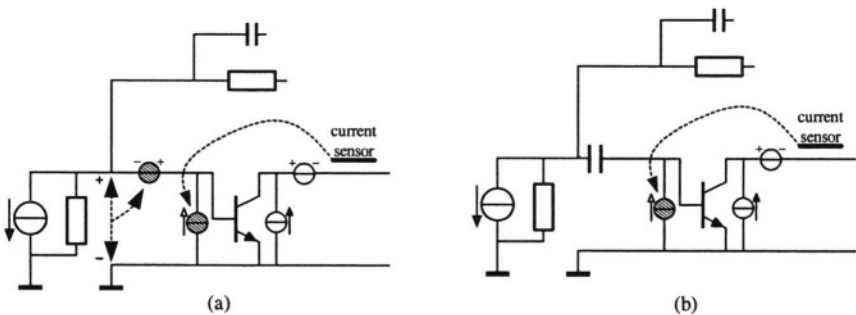 current
sensor
+
-
- +
+ -
(a)
current
sensor
+ -
(b)